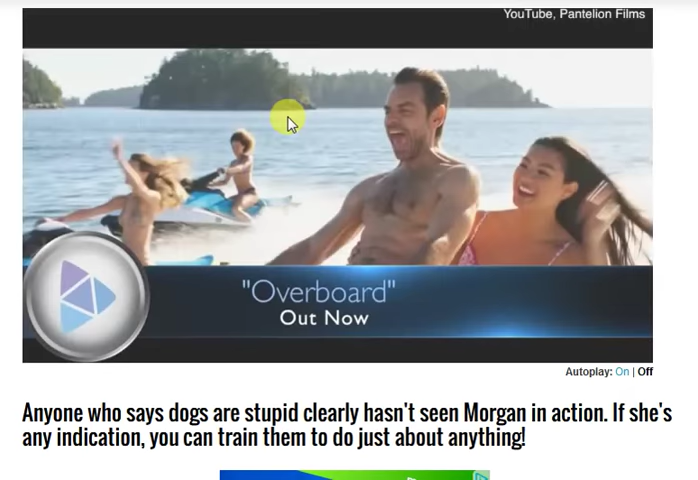 YouTube, Pantelion Films
"Overboard"
Out Now
Autoplay: On | Off
Anyone who says dogs are stupid clearly hasn't seen Morgan in action. If she's
any indication, you can train them to do just about anything!